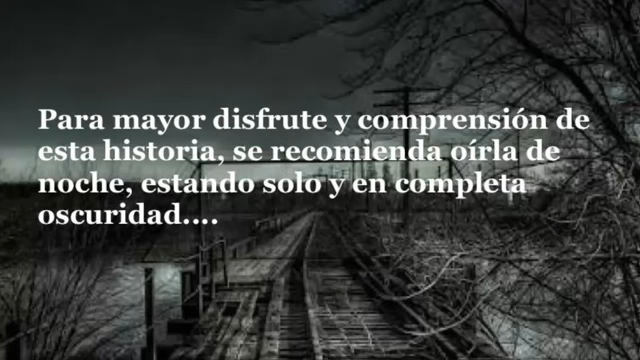 Para mayor disfrute y comprensión de
esta historia, se recomienda oírla de
noche, estando solo y en completa
oscuridad....